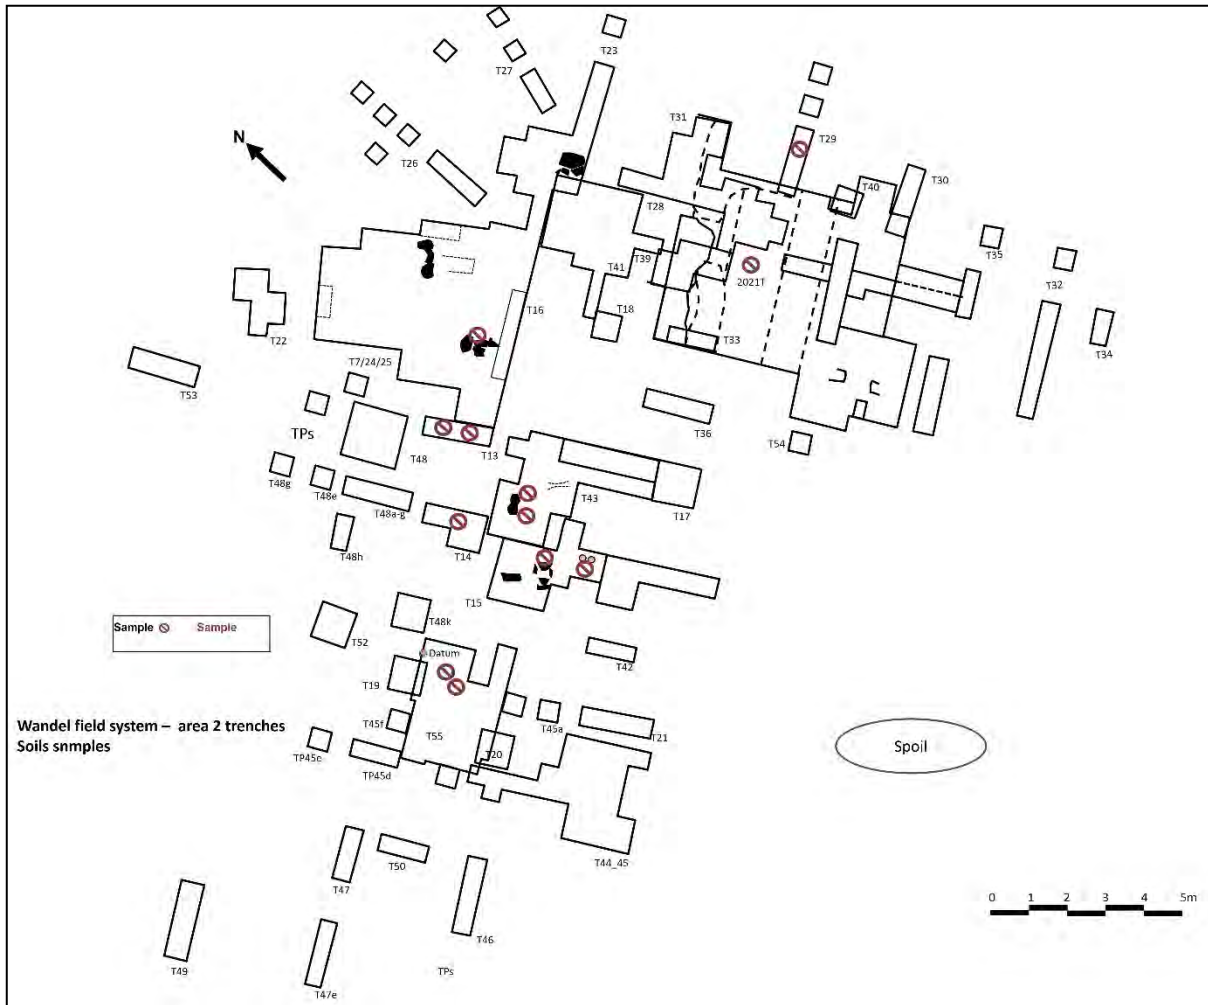 T23
T27
T31
T29
N
T26
T40
T30
T28
T35
T39
T41
2021T
T32
T16
T18
T33
T34
T22
T7/24/25
T53
TPs
T36
T54
T48
T13
T48g
T48e
T43
T48a-g
T17
T14
T48h
T15
Sample Sample
T48k
T52
Datum
T42
T19
Wandel field system – area 2 trenches
Soils snmples
T45f
T55
T45a
T21
Spoil
TP45e
T20
TP45d
T50
T47
T44_45
0 1 2 3 4 5m
T46
T49
TPs
T47e